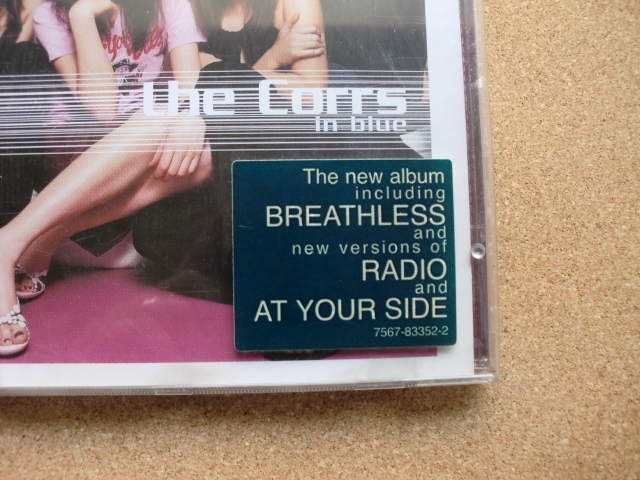 the Corrs
in blue
The new album
including
BREATHLESS
and
new versions of
RADIO
and
AT YOUR SIDE
7567-83352-2